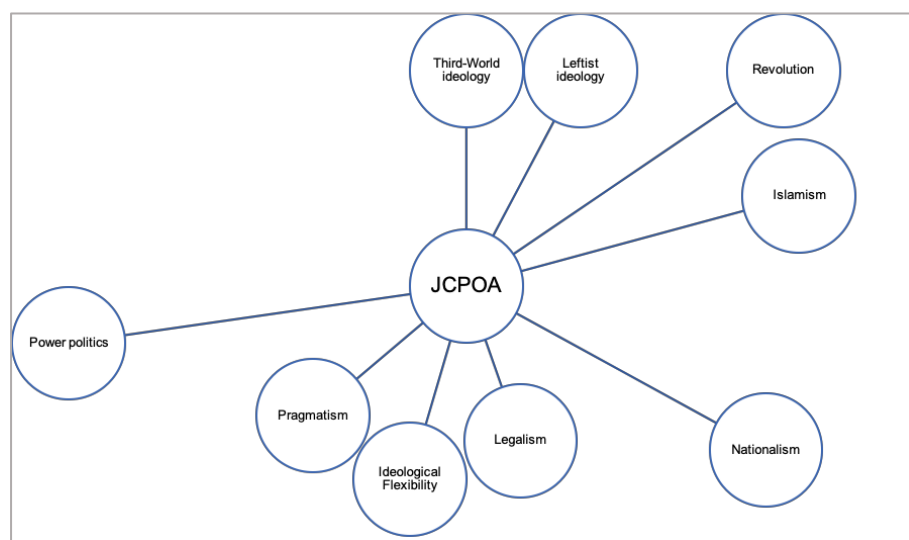 Third-World
ideology
Leftist
ideology
Revolution
Islamism
JCPOA
Power politics
Pragmatism
Ideological
Flexibility
Legalism
Nationalism